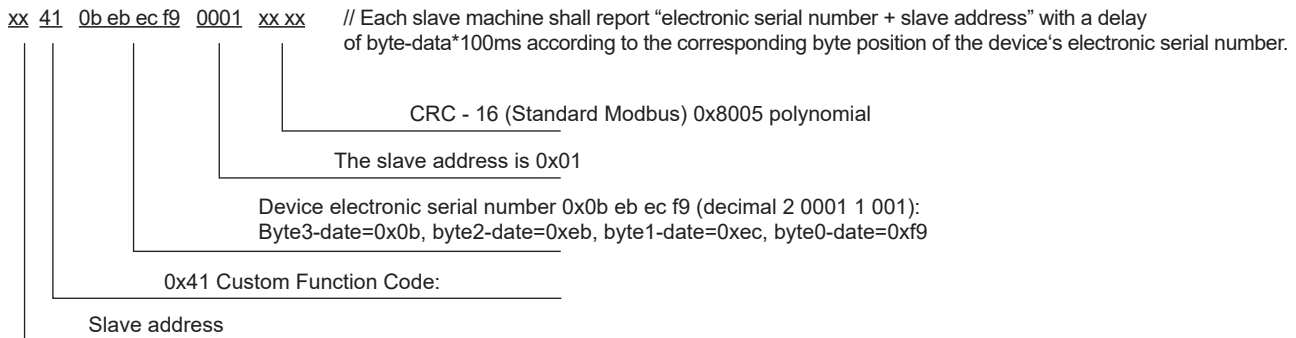 xx 41 0b eb ec f9 0001 xx xx // Each slave machine shall report “electronic serial number + slave address” with a delay
of byte-data*100ms according to the corresponding byte position of the device‘s electronic serial number.
CRC - 16 (Standard Modbus) 0x8005 polynomial
The slave address is 0x01
Device electronic serial number 0x0b eb ec f9 (decimal 2 0001 1 001):
Byte3-date=0x0b, byte2-date=0xeb, byte1-date=0xec, byte0-date=0xf9
0x41 Custom Function Code:
Slave address